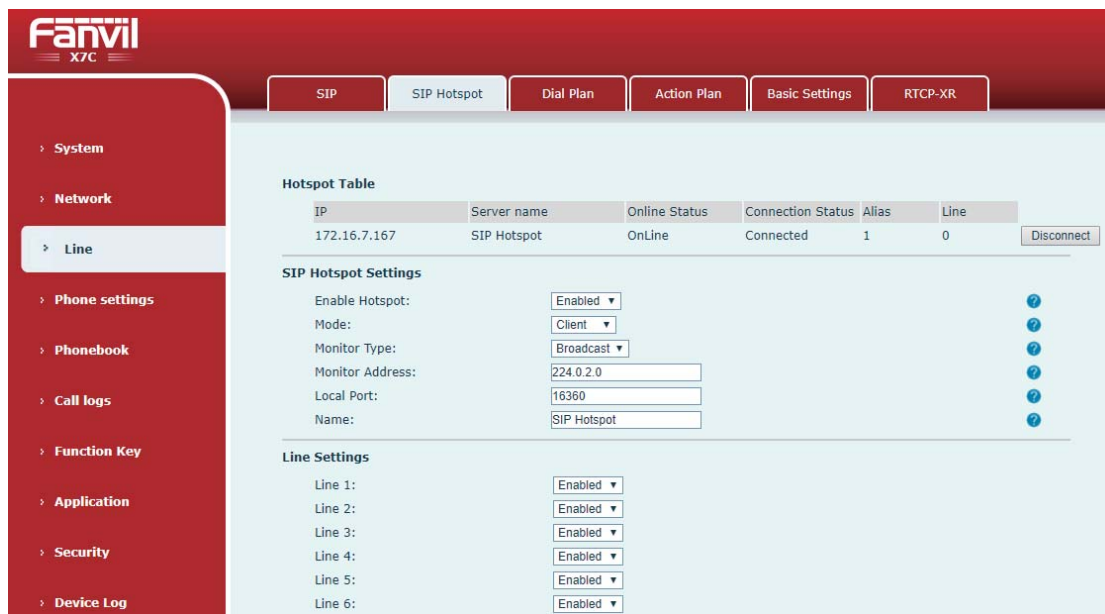 Fanvil
X7C
SIP
SIP Hotspot
Dial Plan
Action Plan
Basic Settings
RTCP-XR
› System
› Network
› Line
› Phone settings
› Phonebook
› Call logs
› Function Key
› Application
› Security
› Device Log
Hotspot Table
IP Server name Online Status Connection Status Alias Line
172.16.7.167 SIP Hotspot OnLine Connected 1 0 Disconnect
SIP Hotspot Settings
Enable Hotspot: Enabled
Mode: Client
Monitor Type: Broadcast
Monitor Address: 224.0.2.0
Local Port: 16360
Name: SIP Hotspot
Line Settings
Line 1: Enabled
Line 2: Enabled
Line 3: Enabled
Line 4: Enabled
Line 5: Enabled
Line 6: Enabled